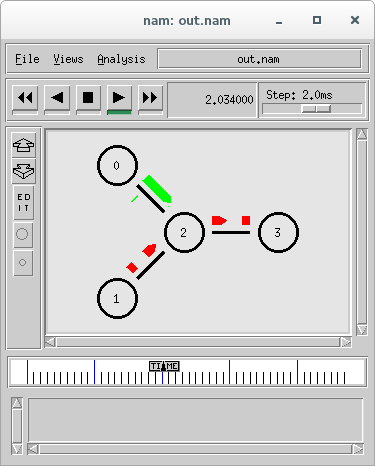 nam: out.nam
File Views Analysis out.nam
2.034000 Step: 2.0ms
ED
IT
0
2
3
1
TIME